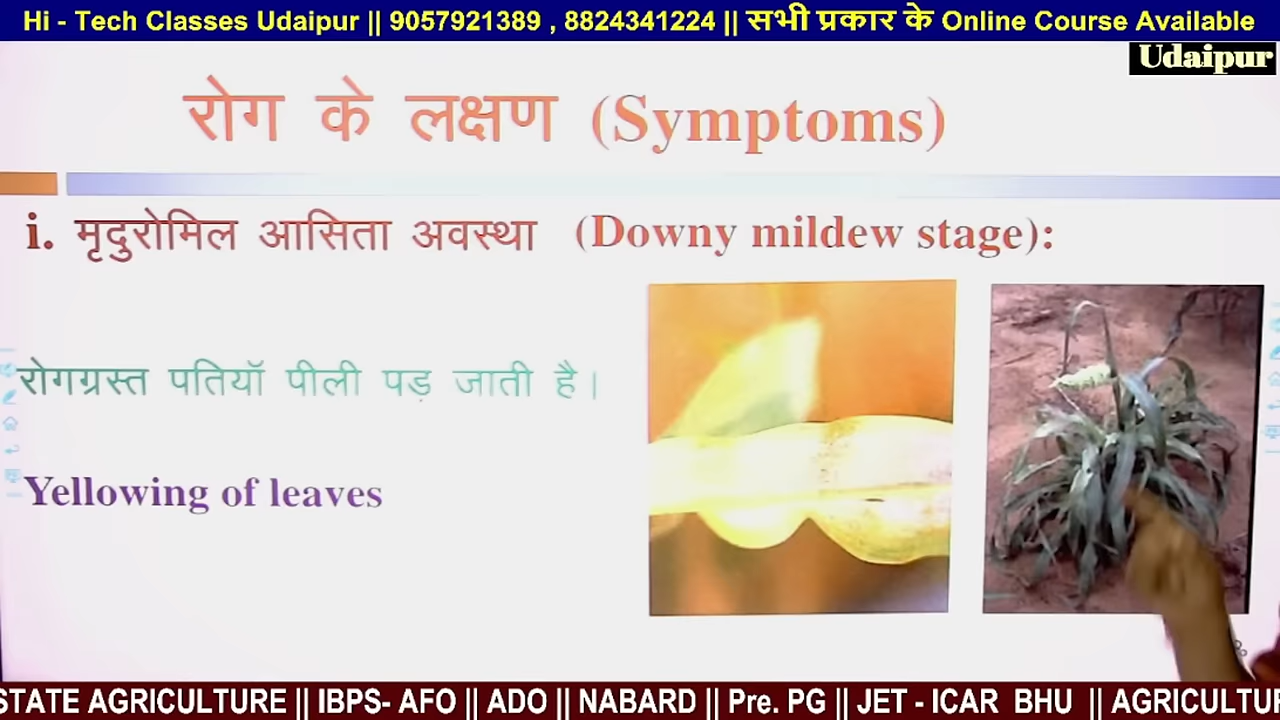 Hi - Tech Classes Udaipur || 9057921389 , 8824341224 || सभी प्रकार के Online Course Available
Udaipur
रोग के लक्षण (Symptoms)
i. मृदुरोमिल आसिता अवस्था (Downy mildew stage):
रोगग्रस्त पतियॉ पीली पड़ जाती है।
Yellowing of leaves
STATE AGRICULTURE || IBPS- AFO || ADO || NABARD || Pre. PG || JET - ICAR BHU || AGRICULTUR